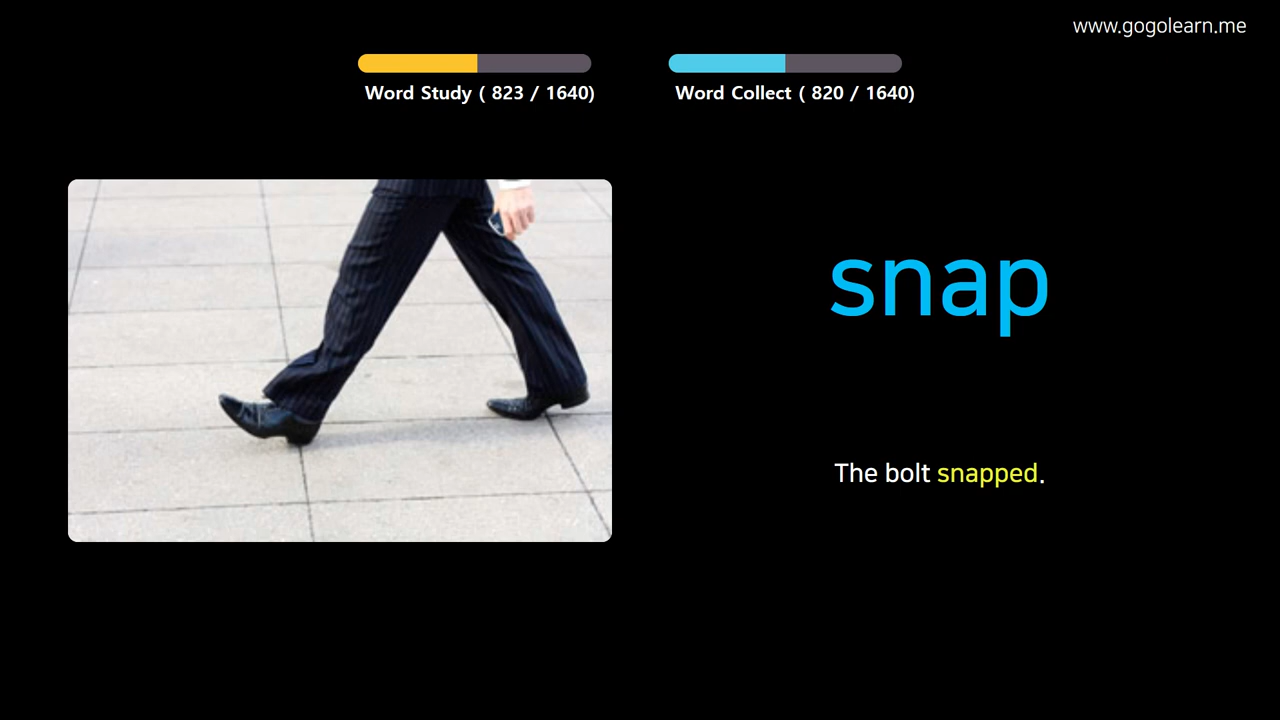 www.gogolearn.me
Word Study ( 823 / 1640)
Word Collect ( 820 / 1640)
snap
The bolt snapped.